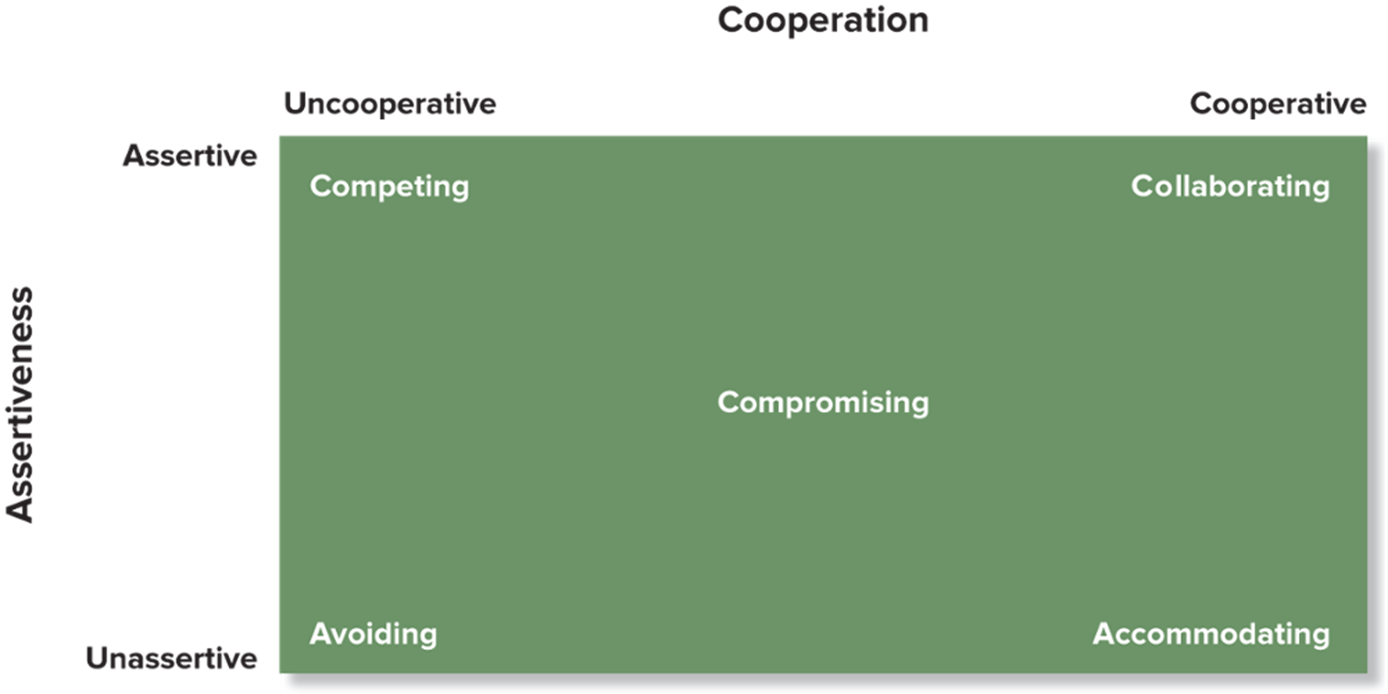 Cooperation
Uncooperative Cooperative
Assertive
Competing Collaborating
Assertiveness
Compromising
Avoiding Accommodating
Unassertive